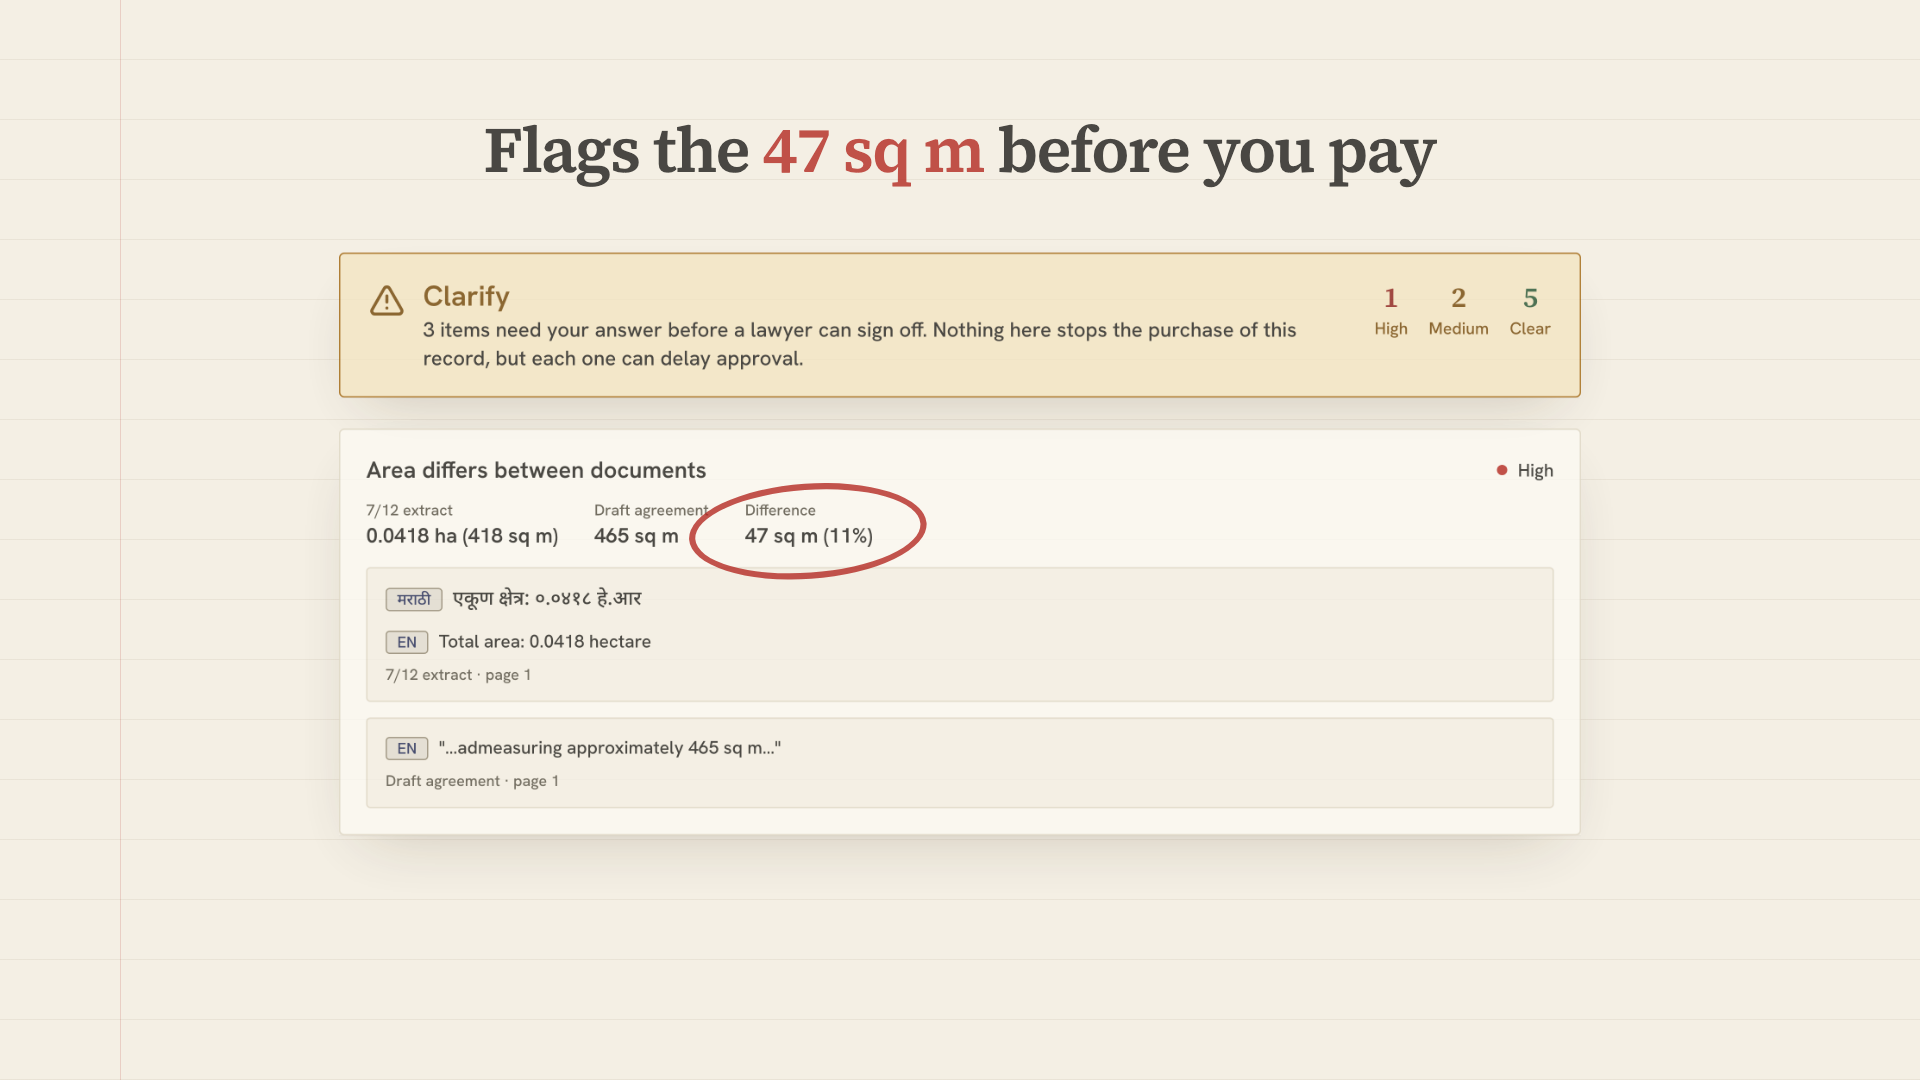 Flags the 47 sq m before you pay
Clarify
3 items need your answer before a lawyer can sign off. Nothing here stops the purchase of this
record, but each one can delay approval.
1 2 5
High Medium Clear
Area differs between documents
High
7/12 extract Draft agreement Difference
0.0418 ha (418 sq m) 465 sq m 47 sq m (11%)
मराठी एकूण क्षेत्र: ०.०४१८ हे.आर
EN Total area: 0.0418 hectare
7/12 extract · page 1
EN "...admeasuring approximately 465 sq m..."
Draft agreement · page 1